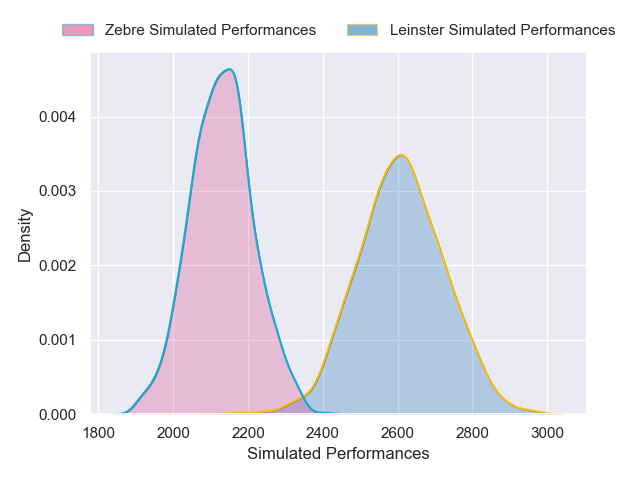 Zebre Simulated Performances Leinster Simulated Performances
0.004
0.003
0.002
0.001
0.000
Density
1800 2000 2200 2400 2600 2800 3000
Simulated Performances